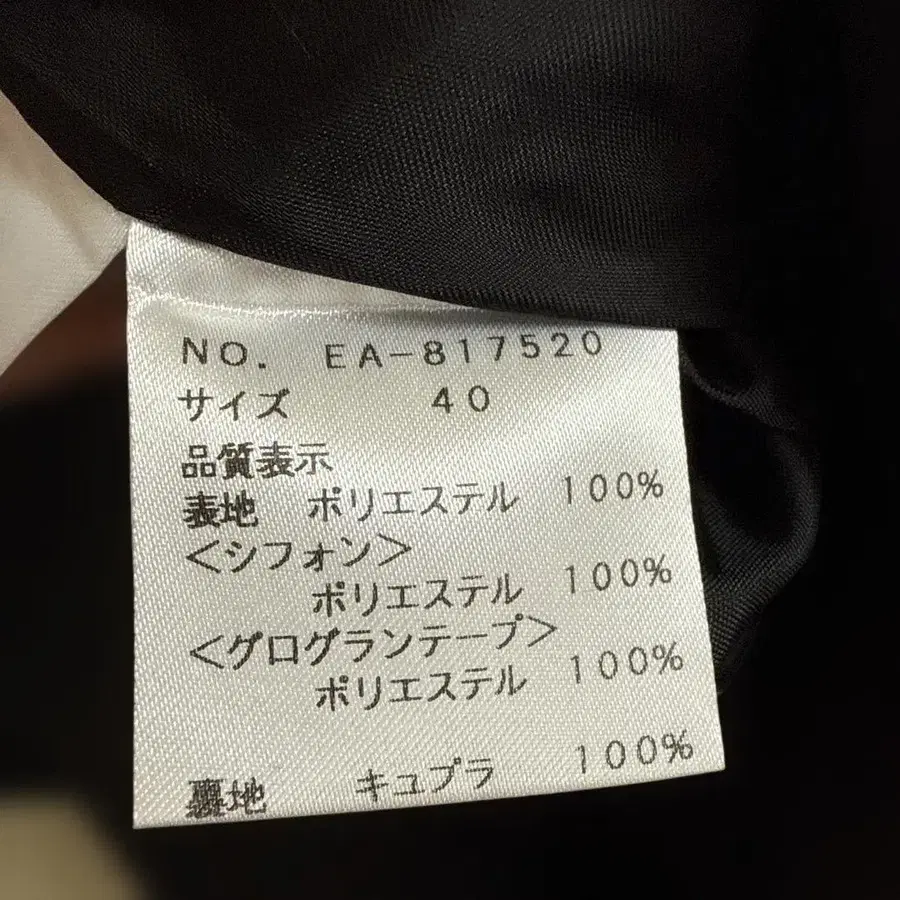 NO. EA-817520
サイズ 40
品質表示
表地 ポリエステル 100%
<シフォン>
ポリエステル 100%
<グログランテープ>
ポリエステル 100%
裏地 キュプラ 100%